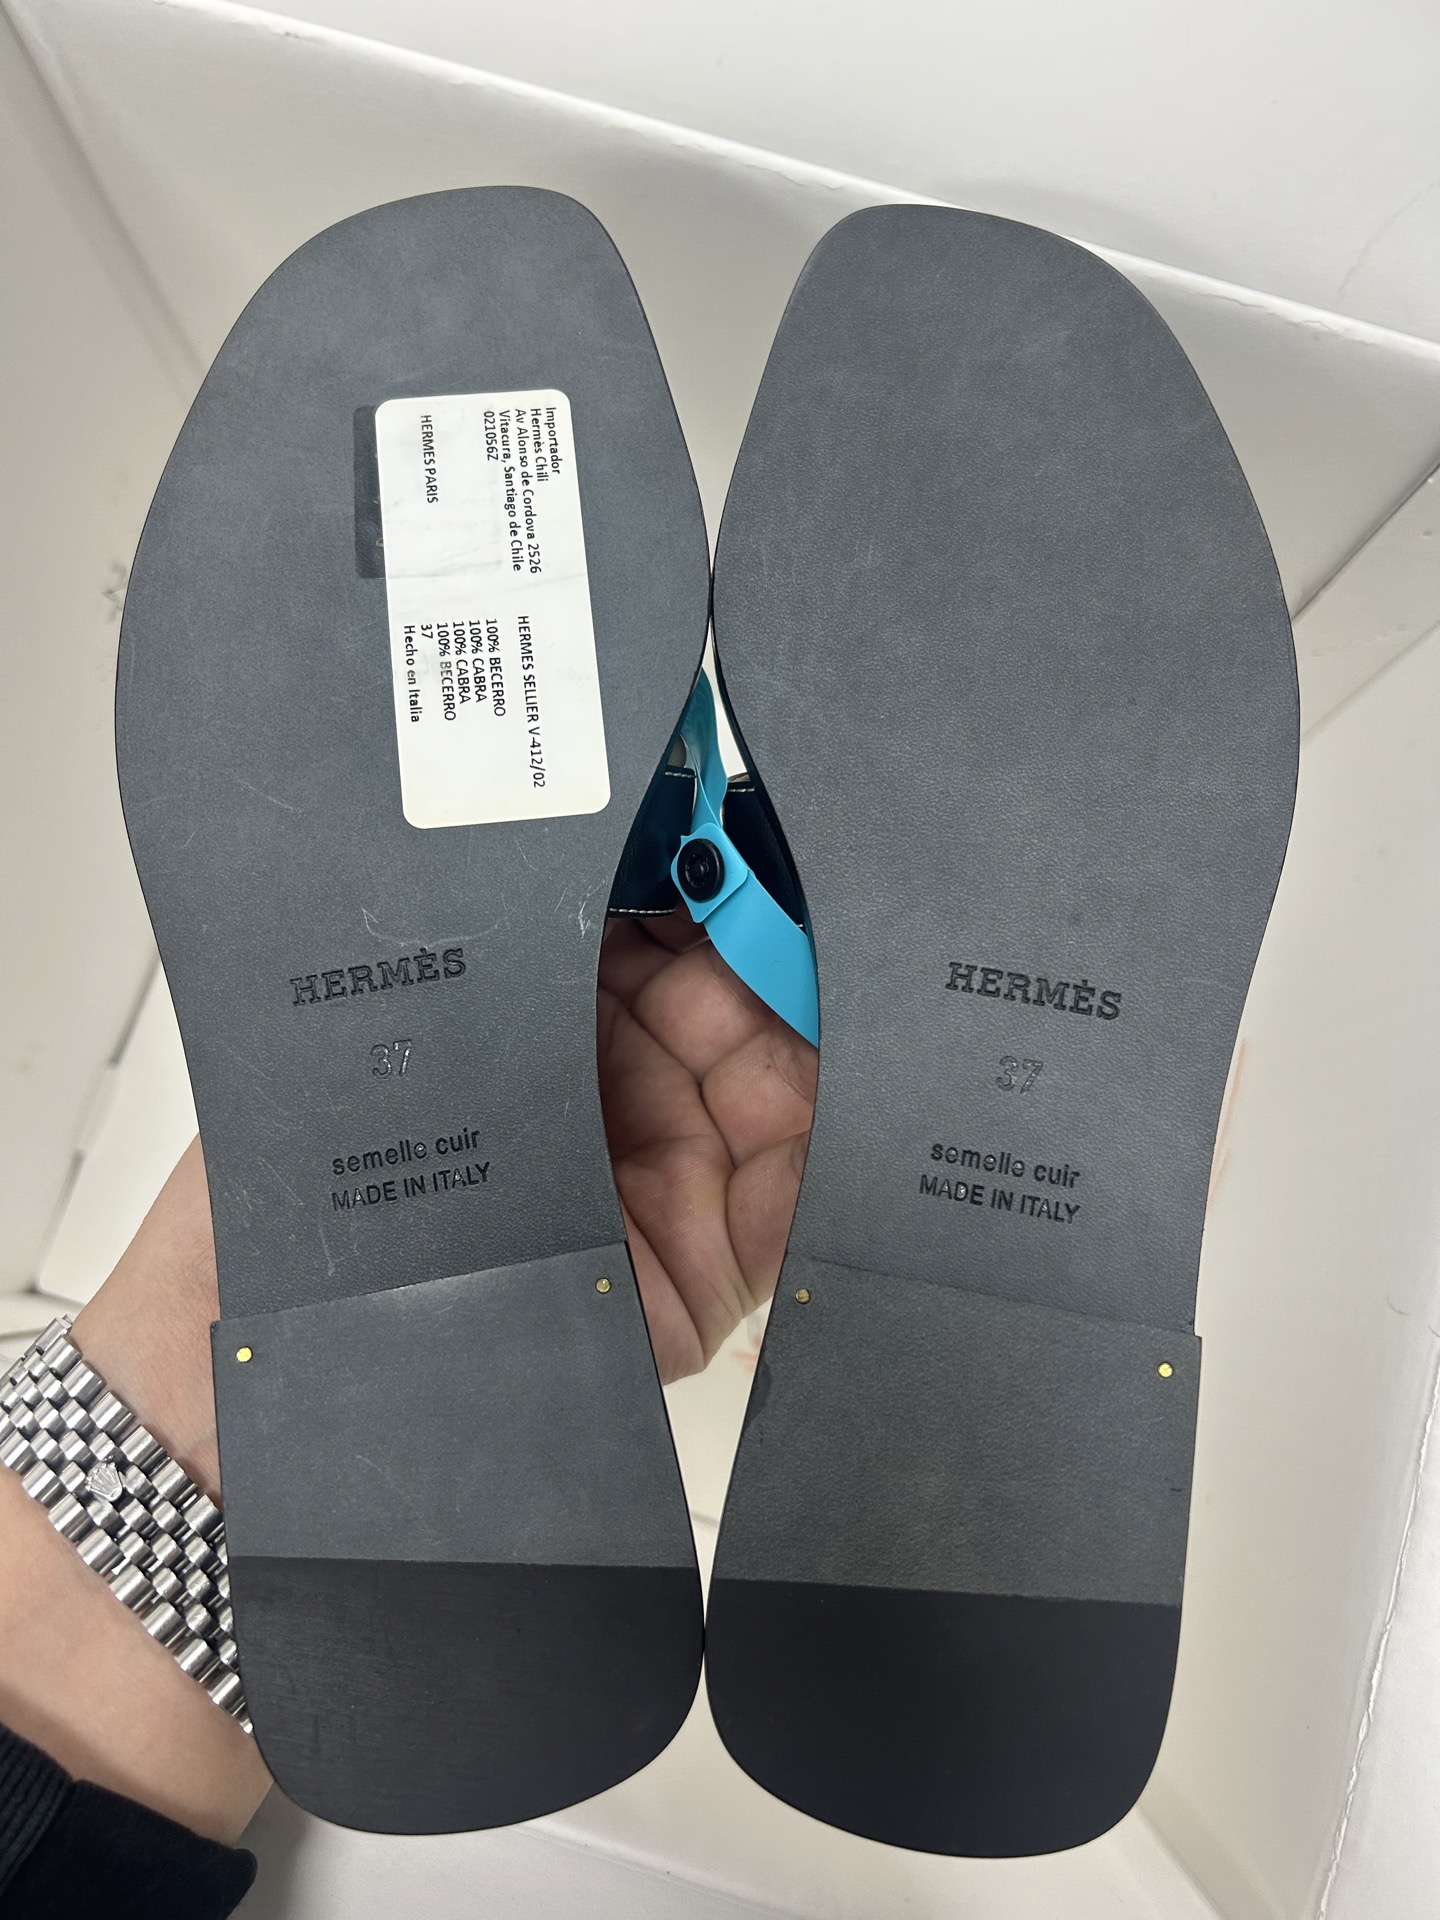 Importador
Hermès Chili
Av Alonso de Cordova 2526
Vitacura, Santiago de Chile
021056Z
HERMES PARIS
HERMES SELLIER V-412/02
100% BECERRO
100% CABRA
100% CABRA
100% BECERRO
37
Hecho en Italia
HERMÈS
37
semelle cuir
MADE IN ITALY
HERMÈS
37
semelle cuir
MADE IN ITALY